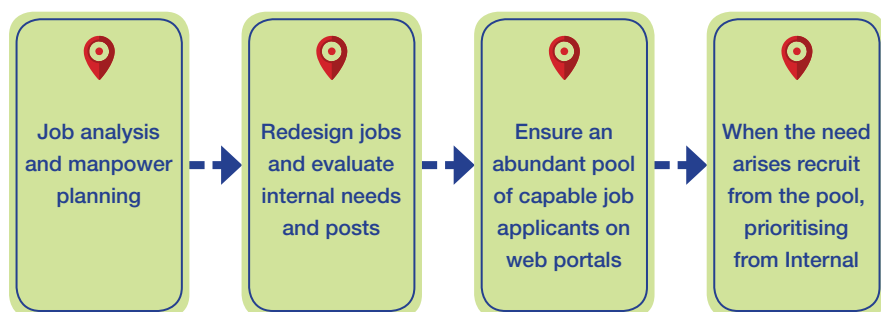 Job analysis
and manpower
planning
Redesign jobs
and evaluate
internal needs
and posts
Ensure an
abundant pool
of capable job
applicants on
web portals
When the need
arises recruit
from the pool,
prioritising
from Internal